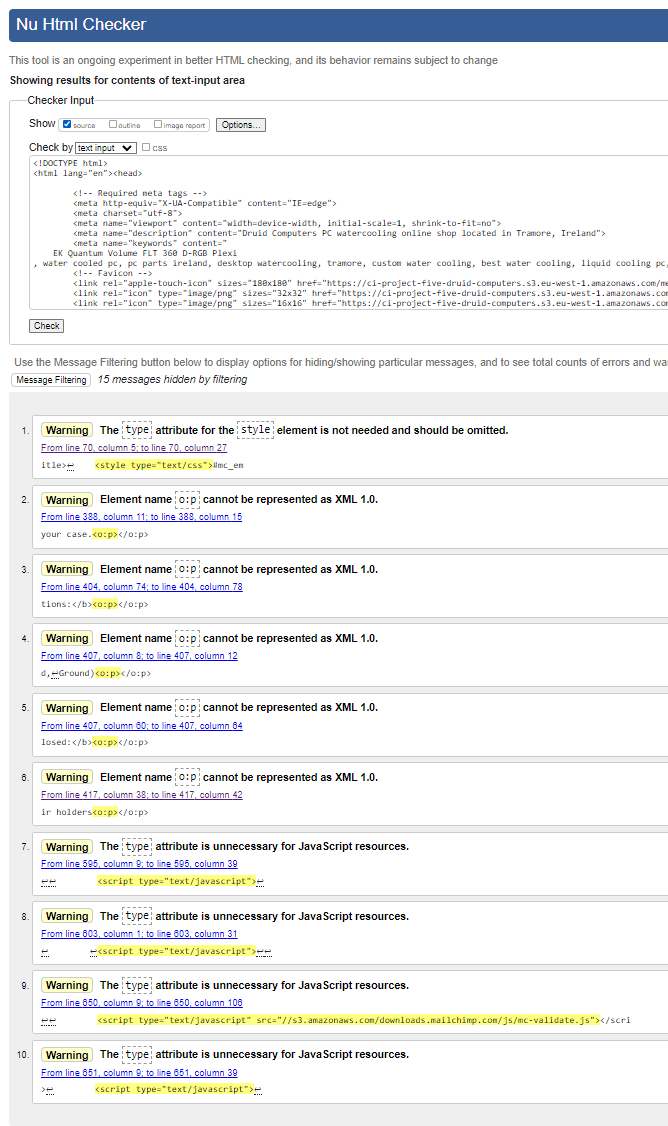 Nu Html Checker
This tool is an ongoing experiment in better HTML checking, and its behavior remains subject to change
Showing results for contents of text-input area
Checker Input
Show source outline image report Options...
Check by text input css
<!DOCTYPE html>
<html lang="en"><head>
<!-- Required meta tags -->
<meta http-equiv="X-UA-Compatible" content="IE=edge">
<meta charset="utf-8">
<meta name="viewport" content="width=device-width, initial-scale=1, shrink-to-fit=no">
<meta name="description" content="Druid Computers PC watercooling online shop located in Tramore, Ireland">
<meta name="keywords" content="
EK Quantum Volume FLT 360 D-RGB Plexi
, water cooled pc, pc parts ireland, desktop watercooling, tramore, custom water cooling, best water cooling, liquid cooling pc,
<!-- Favicon -->
<link rel="apple-touch-icon" sizes="180x180" href="https://ci-project-five-druid-computers.s3.eu-west-1.amazonaws.com/me
<link rel="icon" type="image/png" sizes="32x32" href="https://ci-project-five-druid-computers.s3.eu-west-1.amazonaws.com
<link rel="icon" type="image/png" sizes="16x16" href="https://ci-project-five-druid-computers.s3.eu-west-1.amazonaws.com
Check
Use the Message Filtering button below to display options for hiding/showing particular messages, and to see total counts of errors and wa
Message Filtering 15 messages hidden by filtering
1. Warning The type attribute for the style element is not needed and should be omitted.
From line 70, column 5; to line 70, column 27
itle>↩ <style type="text/css">#mc_em
2. Warning Element name o:p cannot be represented as XML 1.0.
From line 388, column 11; to line 388, column 15
your case.<o:p></o:p>
3. Warning Element name o:p cannot be represented as XML 1.0.
From line 404, column 74; to line 404, column 78
tions:</b><o:p></o:p>
4. Warning Element name o:p cannot be represented as XML 1.0.
From line 407, column 8; to line 407, column 12
d,↩Ground)<o:p></o:p>
5. Warning Element name o:p cannot be represented as XML 1.0.
From line 407, column 60; to line 407, column 64
losed:</b><o:p></o:p>
6. Warning Element name o:p cannot be represented as XML 1.0.
From line 417, column 38; to line 417, column 42
ir holders<o:p></o:p>
7. Warning The type attribute is unnecessary for JavaScript resources.
From line 595, column 9; to line 595, column 39
↩↩ <script type="text/javascript">↩
8. Warning The type attribute is unnecessary for JavaScript resources.
From line 603, column 1; to line 603, column 31
↩ ↩<script type="text/javascript">↩↩
9. Warning The type attribute is unnecessary for JavaScript resources.
From line 650, column 9; to line 650, column 106
↩↩ <script type="text/javascript" src="//s3.amazonaws.com/downloads.mailchimp.com/js/mc-validate.js"></scri
10. Warning The type attribute is unnecessary for JavaScript resources.
From line 651, column 9; to line 651, column 39
>↩ <script type="text/javascript">↩